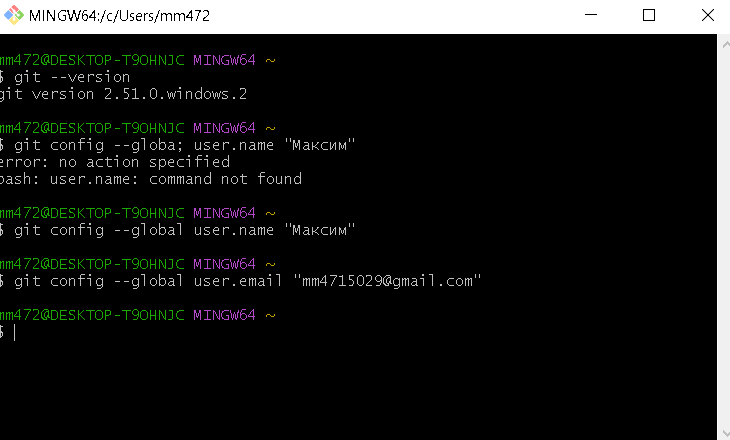 MINGW64:/c/Users/mm472
mm472@DESKTOP-T9OHNJC MINGW64 ~
$ git --version
git version 2.51.0.windows.2
mm472@DESKTOP-T9OHNJC MINGW64 ~
$ git config --globa; user.name "Максим"
error: no action specified
bash: user.name: command not found
mm472@DESKTOP-T9OHNJC MINGW64 ~
$ git config --global user.name "Максим"
mm472@DESKTOP-T9OHNJC MINGW64 ~
$ git config --global user.email "mm4715029@gmail.com"
mm472@DESKTOP-T9OHNJC MINGW64 ~
$